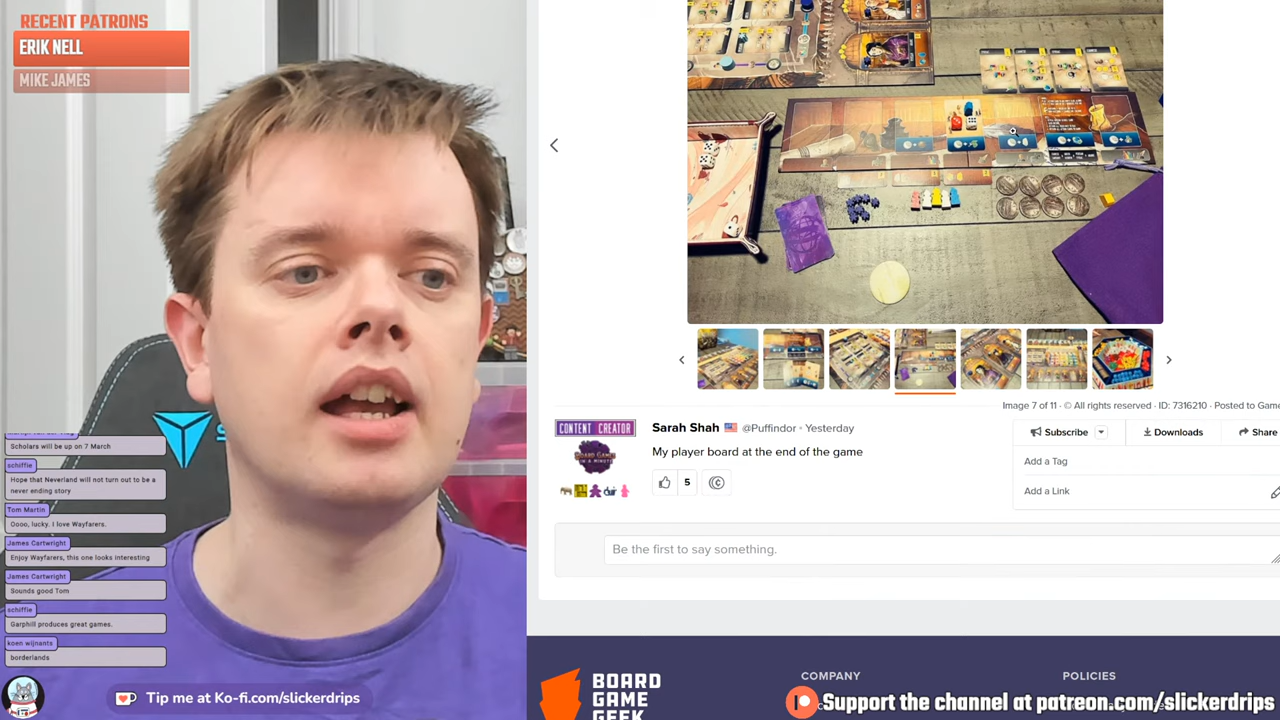 RECENT PATRONS
ERIK NELL
MIKE JAMES
Scholars will be up on 7 March
schiffie
Hope that Neverland will not turn out to be a
never ending story
Tom Martin
Oooo, lucky. I love Wayfarers.
James Cartwright
Enjoy Wayfarers, this one looks interesting
James Cartwright
Sounds good Tom
schiffie
Garphill produces great games.
koen wijnants
borderlands
Tip me at Ko-fi.com/slickerdrips
Image 7 of 11 · © All rights reserved · ID: 7316210 · Posted to Game
CONTENT CREATOR
BOARD GAMES
IN A MINUTE
Sarah Shah @Puffindor · Yesterday
My player board at the end of the game
5
Subscribe
Downloads
Share
Add a Tag
Add a Link
Be the first to say something.
BOARD
GAME
GEEK
COMPANY
POLICIES
Support the channel at patreon.com/slickerdrips